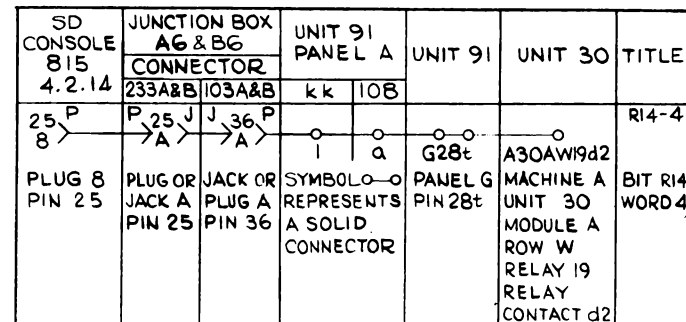 SD
CONSOLE
815
4.2.14
JUNCTION BOX
A6 & B6
CONNECTOR
233A&B
103A&B
UNIT 91
PANEL A
kk
10B
UNIT 91
UNIT 30
TITLE
25 P
8
P 25 J
A
J 36 P
A
1
a
G28t
A30AW19d2
R14-4
PLUG 8
PIN 25
PLUG OR
JACK A
PIN 25
JACK OR
PLUG A
PIN 36
SYMBOL
REPRESENTS
A SOLID
CONNECTOR
PANEL G
PIN 28t
MACHINE A
UNIT 30
MODULE A
ROW W
RELAY 19
RELAY
CONTACT d2
BIT R14
WORD 4